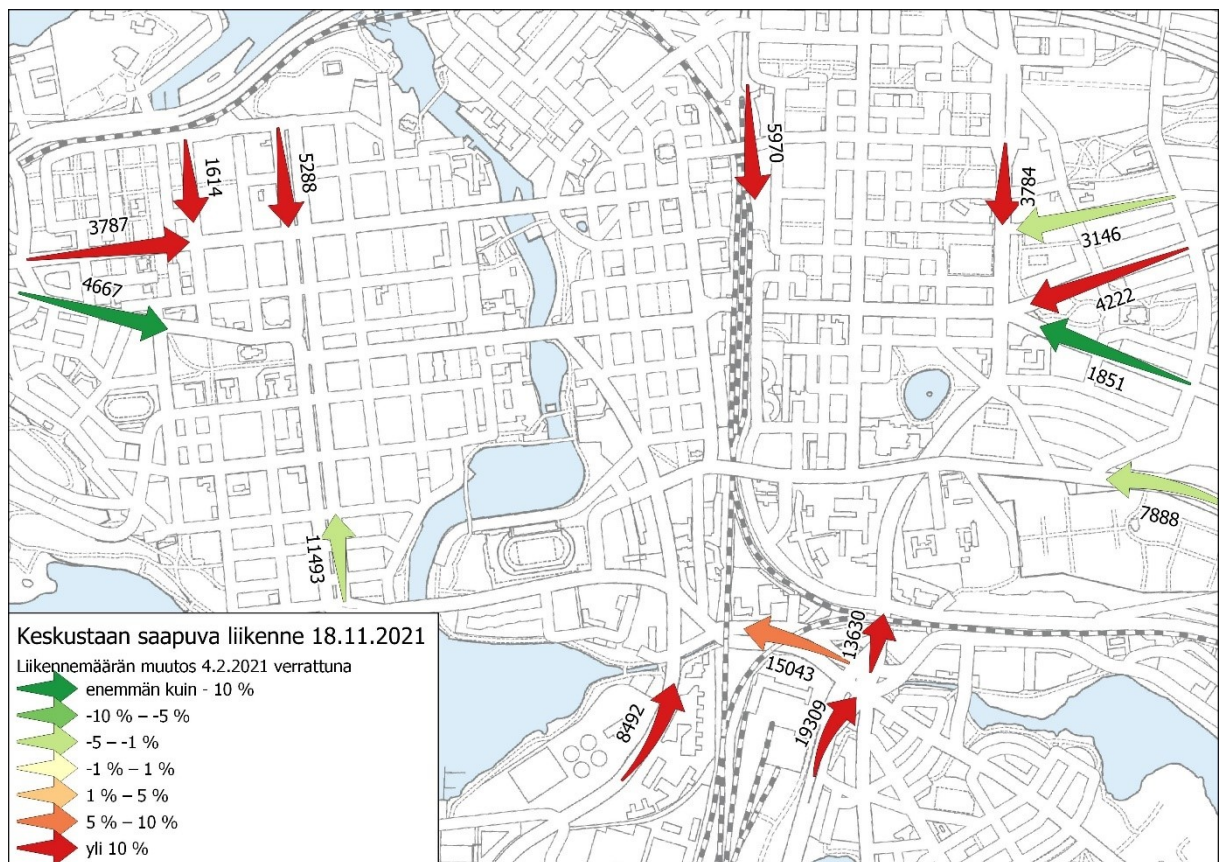 5970
1614
5288
3784
3787
3146
4667
4222
1851
7888
11493
13630
15043
8492
19309
Keskustaan saapuva liikenne 18.11.2021
Liikennemäärän muutos 4.2.2021 verrattuna
enemmän kuin - 10 %
-10 % – -5 %
-5 – -1 %
-1 % – 1 %
1 % – 5 %
5 % – 10 %
yli 10 %